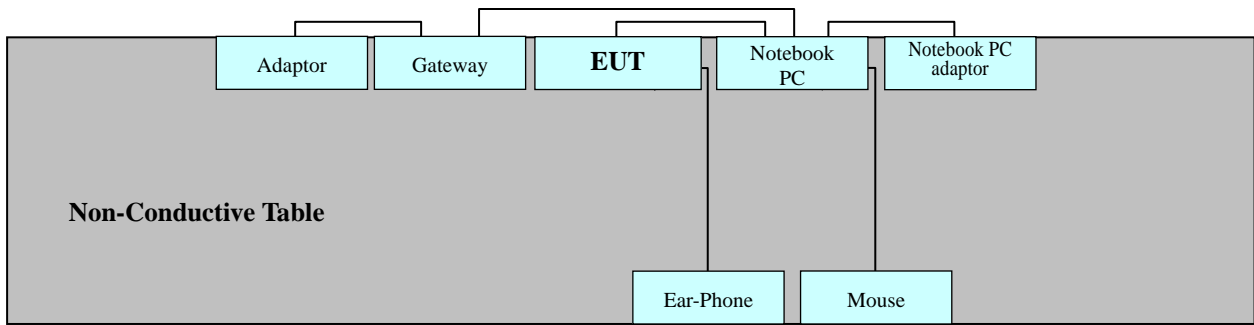 Adaptor
Gateway
EUT
Notebook
PC
Notebook PC
adaptor
Non-Conductive Table
Ear-Phone
Mouse